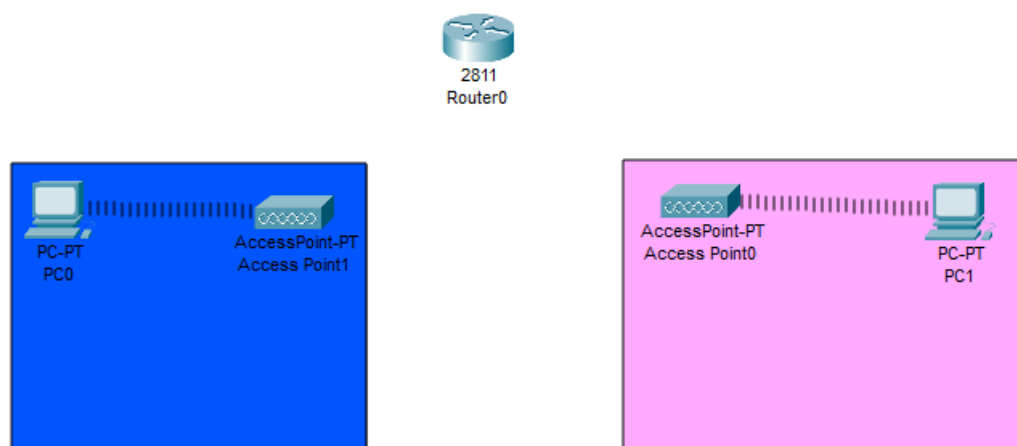 2811
Router0
PC-PT
PC0
AccessPoint-PT
Access Point1
AccessPoint-PT
Access Point0
PC-PT
PC1